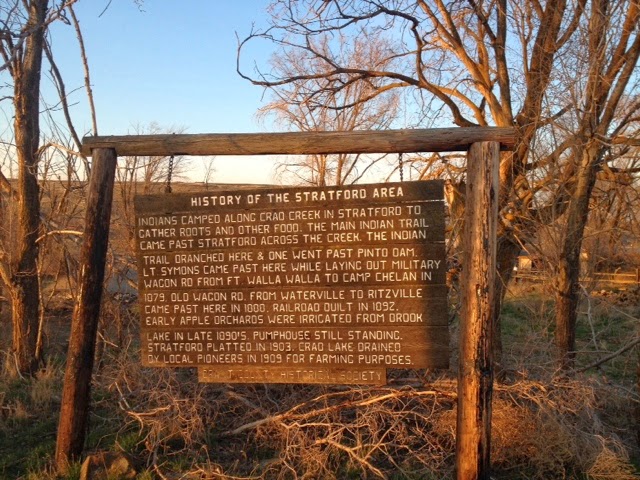 HISTORY OF THE STRATFORD AREA
INDIANS CAMPED ALONG CRAB CREEK IN STRATFORD TO
GATHER ROOTS AND OTHER FOOD. THE MAIN INDIAN TRAIL
CAME PAST STRATFORD ACROSS THE CREEK. THE INDIAN
TRAIL BRANCHED HERE & ONE WENT PAST PINTO DAM.
LT SYMONS CAME PAST HERE WHILE LAYING OUT MILITARY
WAGON RD FROM FT. WALLA WALLA TO CAMP CHELAN IN
1879. OLD WAGON RD. FROM WATERVILLE TO RITZVILLE
CAME PAST HERE IN 1888. RAILROAD BUILT IN 1892.
EARLY APPLE ORCHARDS WERE IRRIGATED FROM BROOK
LAKE IN LATE 1890'S. PUMPHOUSE STILL STANDING.
STRATFORD PLATTED IN 1903. CRAB LAKE DRAINED
BY LOCAL PIONEERS IN 1909 FOR FARMING PURPOSES.
GRANT COUNTY HISTORICAL SOCIETY